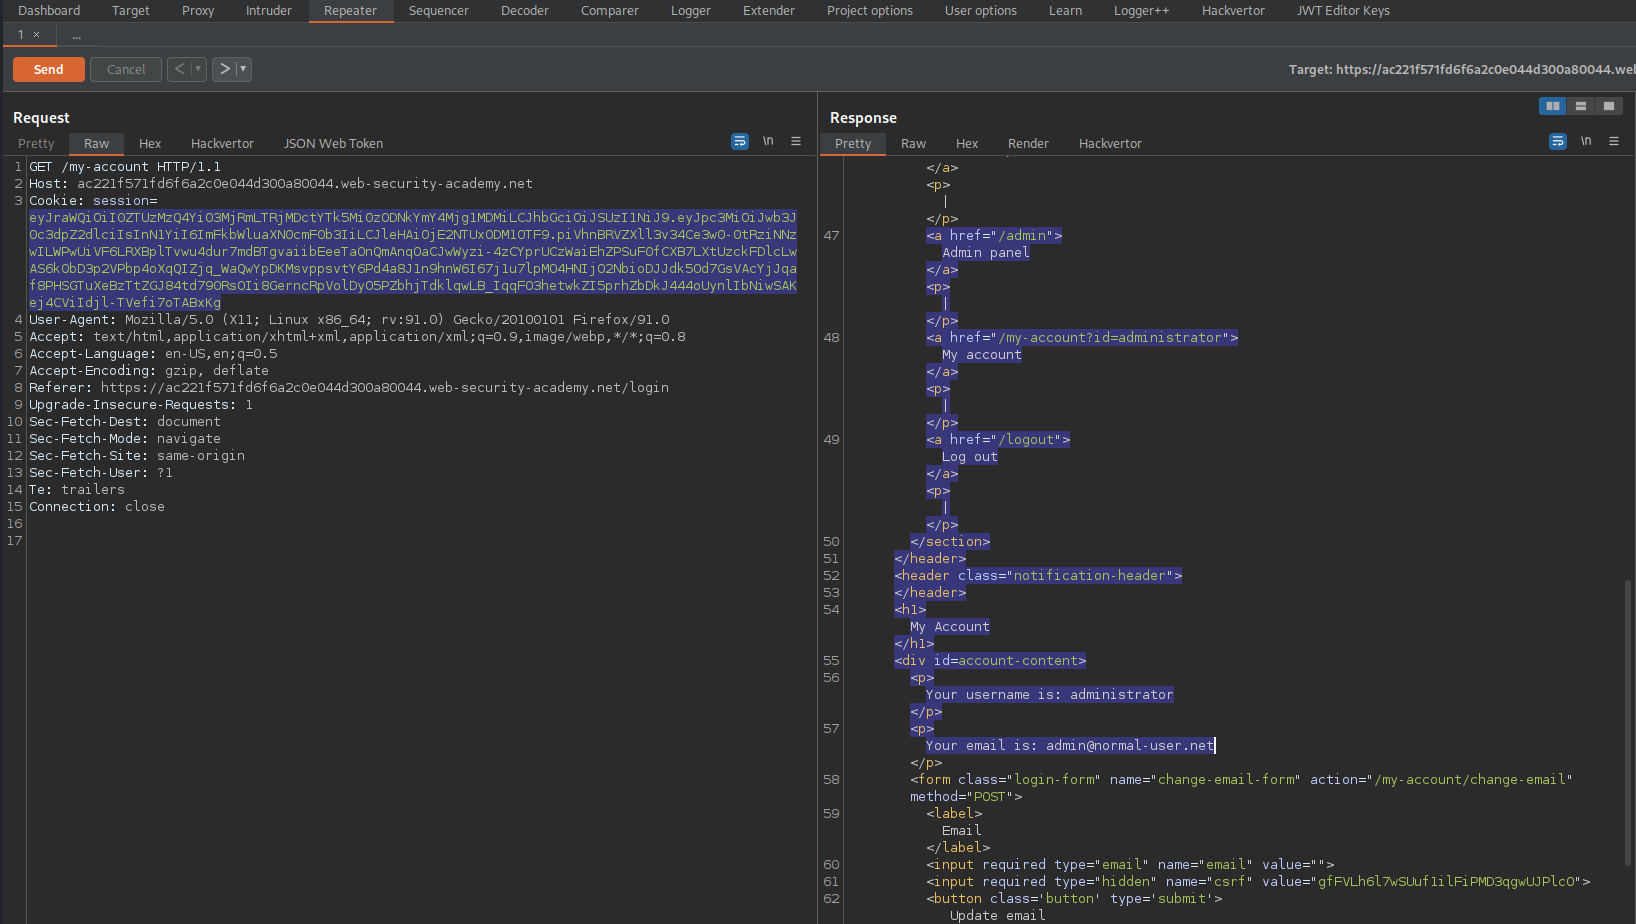 Dashboard Target Proxy Intruder Repeater Sequencer Decoder Comparer Logger Extender Project options User options Learn Logger++ Hackvertor JWT Editor Keys
1 × ...
Send Cancel < > Target: https://ac221f571fd6f6a2c0e044d300a80044.we
Request
Pretty Raw Hex Hackvertor JSON Web Token \n
1 GET /my-account HTTP/1.1
2 Host: ac221f571fd6f6a2c0e044d300a80044.web-security-academy.net
3 Cookie: session=
4 User-Agent: Mozilla/5.0 (X11; Linux x86_64; rv:91.0) Gecko/20100101 Firefox/91.0
5 Accept: text/html,application/xhtml+xml,application/xml;q=0.9,image/webp,*/*;q=0.8
6 Accept-Language: en-US,en;q=0.5
7 Accept-Encoding: gzip, deflate
8 Referer: https://ac221f571fd6f6a2c0e044d300a80044.web-security-academy.net/login
9 Upgrade-Insecure-Requests: 1
10 Sec-Fetch-Dest: document
11 Sec-Fetch-Mode: navigate
12 Sec-Fetch-Site: same-origin
13 Sec-Fetch-User: ?1
14 Te: trailers
15 Connection: close
16
17
Response
Pretty Raw Hex Render Hackvertor \n
</a>
<p>
|
</p>
47 <a href="/admin">
Admin panel
</a>
<p>
|
</p>
48 <a href="/my-account?id=administrator">
My account
</a>
<p>
|
</p>
49 <a href="/logout">
Log out
</a>
<p>
|
</p>
50 </section>
51 </header>
52 <header class="notification-header">
53 </header>
54 <h1>
My Account
</h1>
55 <div id=account-content>
56 <p>
Your username is: administrator
</p>
57 <p>
Your email is: admin@normal-user.net
</p>
58 <form class="login-form" name="change-email-form" action="/my-account/change-email"
method="POST">
59 <label>
Email
</label>
60 <input required type="email" name="email" value="">
61 <input required type="hidden" name="csrf" value="gfFVLh6l7wSUuf1ilFiPMD3qgwUJPlcO">
62 <button class='button' type='submit'>
Update email